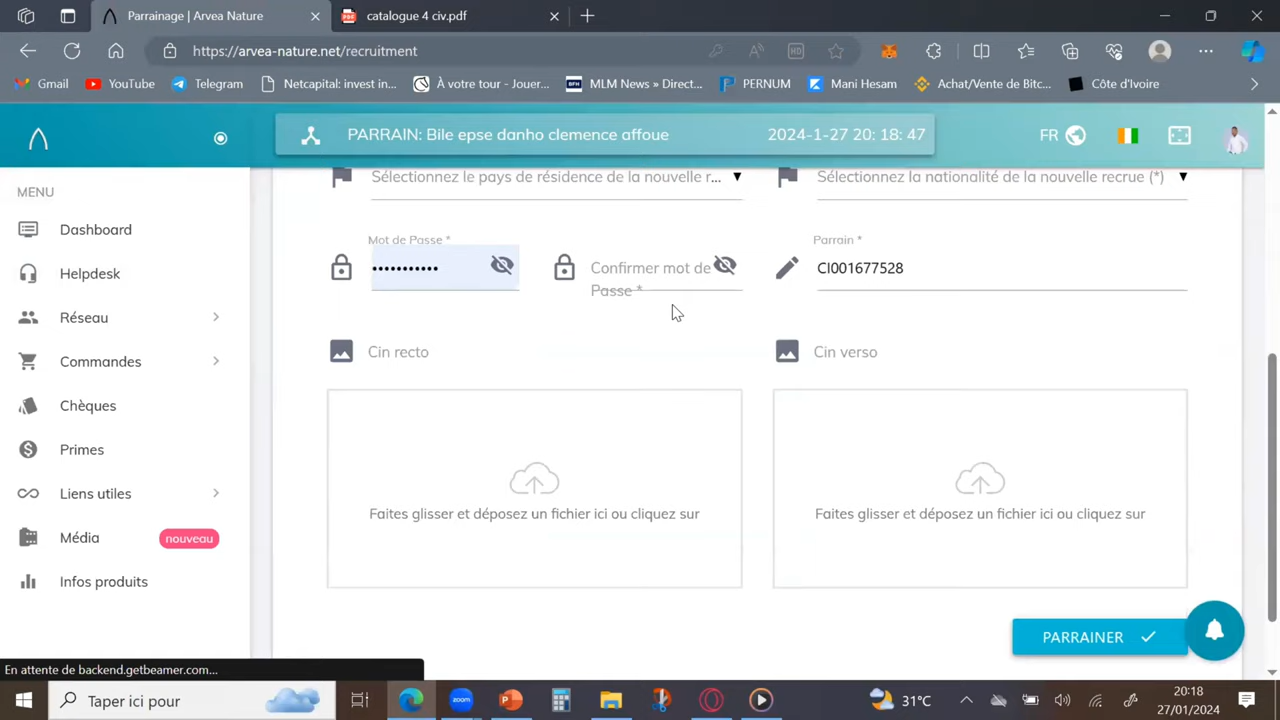 Parrainage | Arvea Nature
catalogue 4 civ.pdf
https://arvea-nature.net/recruitment
Gmail
YouTube
Telegram
Netcapital: invest in...
À votre tour - Jouer...
MLM News » Direct...
PERNUM
Mani Hesam
Achat/Vente de Bitc...
Côte d'Ivoire
PARRAIN: Bile epse danho clemence affoue
2024-1-27 20: 18: 47
FR
MENU
Dashboard
Helpdesk
Réseau
Commandes
Chèques
Primes
Liens utiles
Média
nouveau
Infos produits
Sélectionnez le pays de résidence de la nouvelle r...
Sélectionnez la nationalité de la nouvelle recrue (*)
Mot de Passe *
•••••••••••
Confirmer mot de
Passe *
Parrain *
CI001677528
Cin recto
Cin verso
Faites glisser et déposez un fichier ici ou cliquez sur
Faites glisser et déposez un fichier ici ou cliquez sur
PARRAINER
En attente de backend.getbeamer.com...
Taper ici pour
zoom
31°C
20:18
27/01/2024